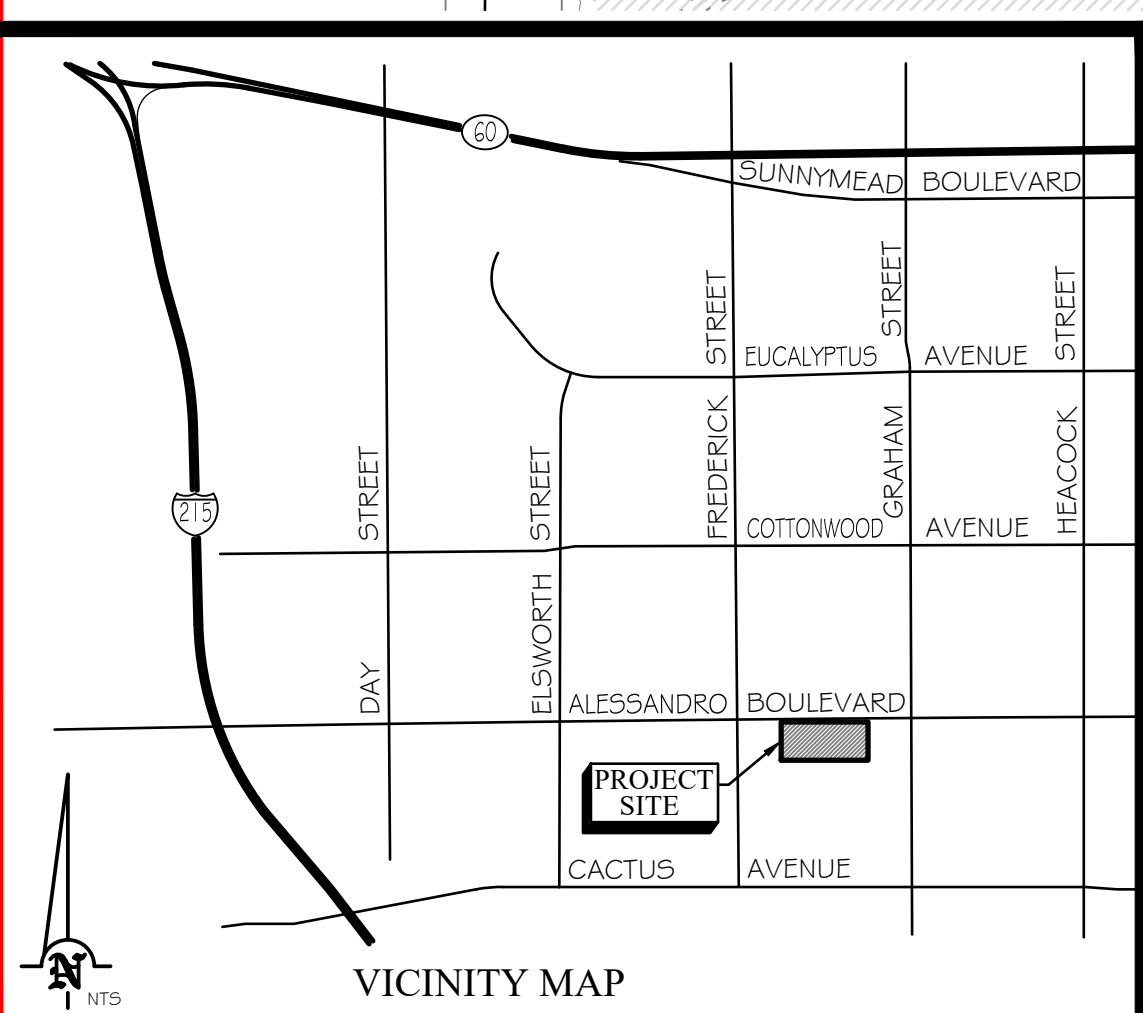 60
SUNNYMEAD BOULEVARD
STREET
STREET
STREET
EUCALYPTUS AVENUE
FREDERICK
GRAHAM
HEACOCK
STREET
STREET
215
COTTONWOOD AVENUE
ELSWORTH
DAY
ALESSANDRO BOULEVARD
PROJECT
SITE
CACTUS AVENUE
N
NTS
VICINITY MAP